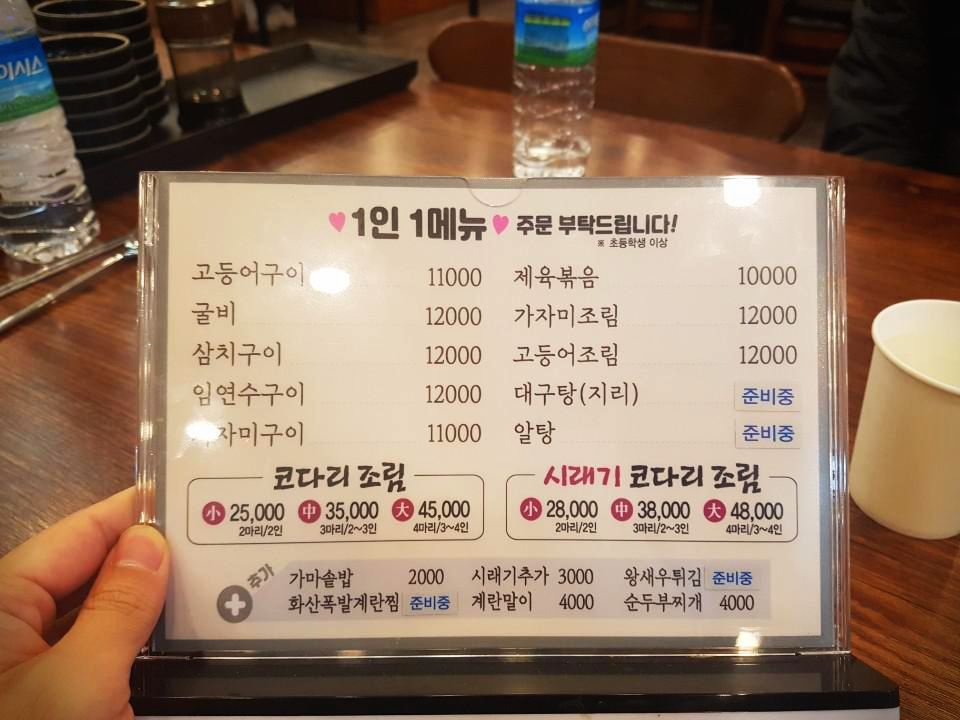 이시스
♥1인 1메뉴♥ 주문 부탁드립니다!
※ 초등학생 이상
고등어구이 11000
굴비 12000
삼치구이 12000
임연수구이 12000
가자미구이 11000
제육볶음 10000
가자미조림 12000
고등어조림 12000
대구탕(지리) 준비중
알탕 준비중
코다리 조림
小 25,000 中 35,000 大 45,000
2마리/2인 3마리/2~3인 4마리/3~4인
시래기 코다리 조림
小 28,000 中 38,000 大 48,000
2마리/2인 3마리/2~3인 4마리/3~4인
추가
가마솥밥 2000 시래기추가 3000 왕새우튀김 준비중
화산폭발계란찜 준비중 계란말이 4000 순두부찌개 4000